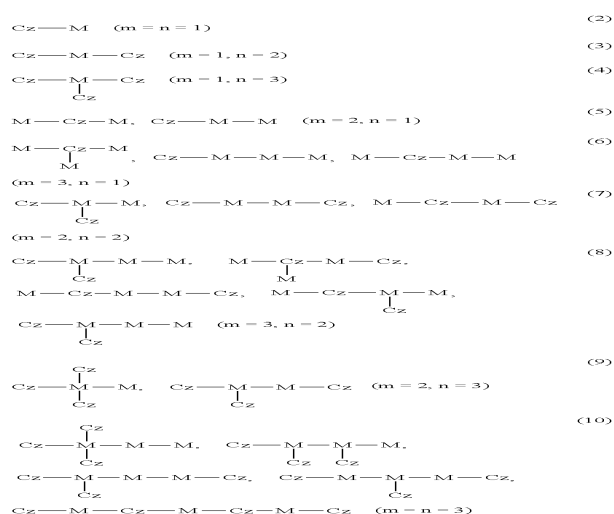 (2)
Cz—M (m = n = 1)
(3)
Cz—M—Cz (m − 1, n − 2)
(4)
Cz—M—Cz (m − 1, n − 3)
Cz
(5)
M—Cz—M, Cz—M—M (m − 2, n − 1)
(6)
M—Cz—M, Cz—M—M—M, M—Cz—M—M
M
(m = 3, n = 1)
(7)
Cz—M—M, Cz—M—M—Cz, M—Cz—M—Cz
Cz
(m − 2, n − 2)
(8)
Cz—M—M—M, M—Cz—M—Cz,
Cz M
M—Cz—M—M—Cz, M—Cz—M—M,
Cz
Cz—M—M—M (m − 3, n − 2)
Cz
(9)
Cz
Cz—M—M, Cz—M—M—Cz (m = 2, n = 3)
Cz Cz
(10)
Cz
Cz—M—M—M, Cz—M—M—M,
Cz Cz Cz
Cz—M—M—M—Cz, Cz—M—M—M—Cz,
Cz Cz
Cz—M—Cz—M—Cz—M—Cz (m − n − 3)